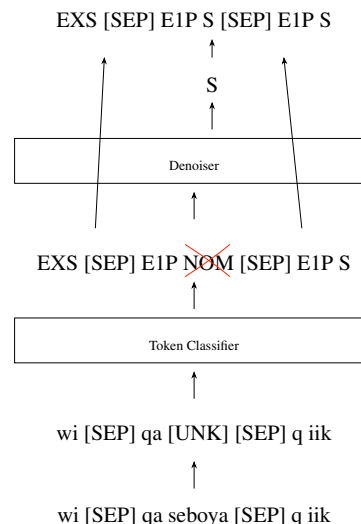 EXS [SEP] E1P S [SEP] E1P S
S
Denoiser
EXS [SEP] E1P NOM [SEP] E1P S
Token Classifier
wi [SEP] qa [UNK] [SEP] q iik
wi [SEP] qa seboya [SEP] q iik